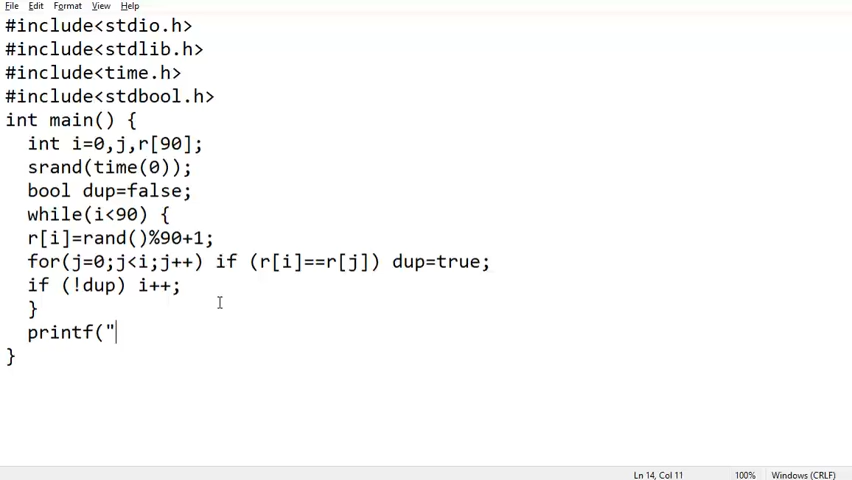 File Edit Format View Help
#include<stdio.h>
#include<stdlib.h>
#include<time.h>
#include<stdbool.h>
int main() {
  int i=0,j,r[90];
  srand(time(0));
  bool dup=false;
  while(i<90) {
  r[i]=rand()%90+1;
  for(j=0;j<i;j++) if (r[i]==r[j]) dup=true;
  if (!dup) i++;
  }
  printf("
}
Ln 14, Col 11 100% Windows (CRLF)